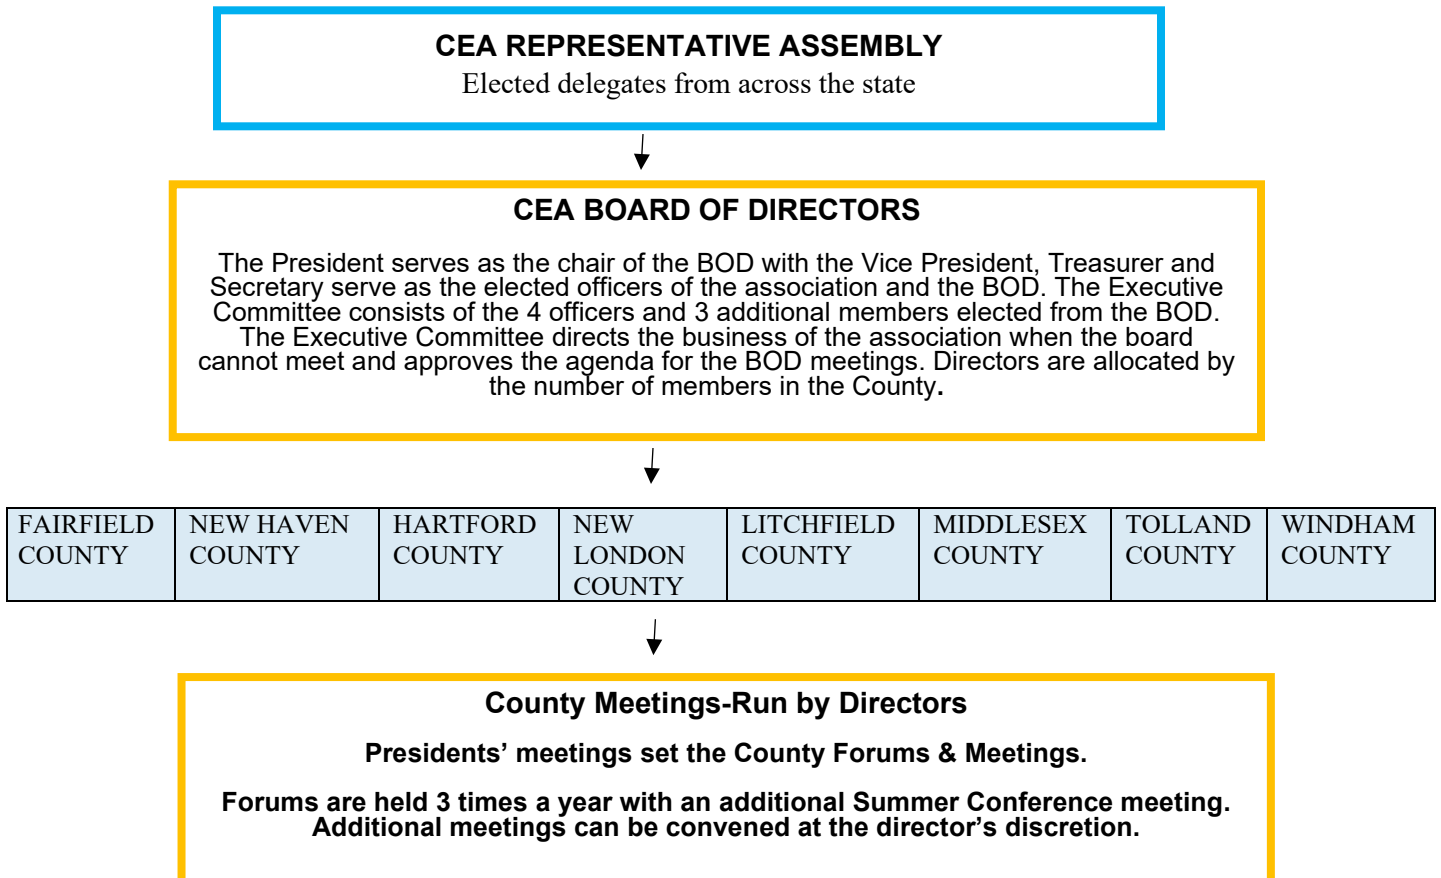 CEA REPRESENTATIVE ASSEMBLY
Elected delegates from across the state
CEA BOARD OF DIRECTORS
The President serves as the chair of the BOD with the Vice President, Treasurer and
Secretary serve as the elected officers of the association and the BOD. The Executive
Committee consists of the 4 officers and 3 additional members elected from the BOD.
The Executive Committee directs the business of the association when the board
cannot meet and approves the agenda for the BOD meetings. Directors are allocated by
the number of members in the County.
FAIRFIELD
COUNTY
NEW HAVEN
COUNTY
HARTFORD
COUNTY
NEW
LONDON
COUNTY
LITCHFIELD
COUNTY
MIDDLESEX
COUNTY
TOLLAND
COUNTY
WINDHAM
COUNTY
County Meetings-Run by Directors
Presidents’ meetings set the County Forums & Meetings.
Forums are held 3 times a year with an additional Summer Conference meeting.
Additional meetings can be convened at the director’s discretion.